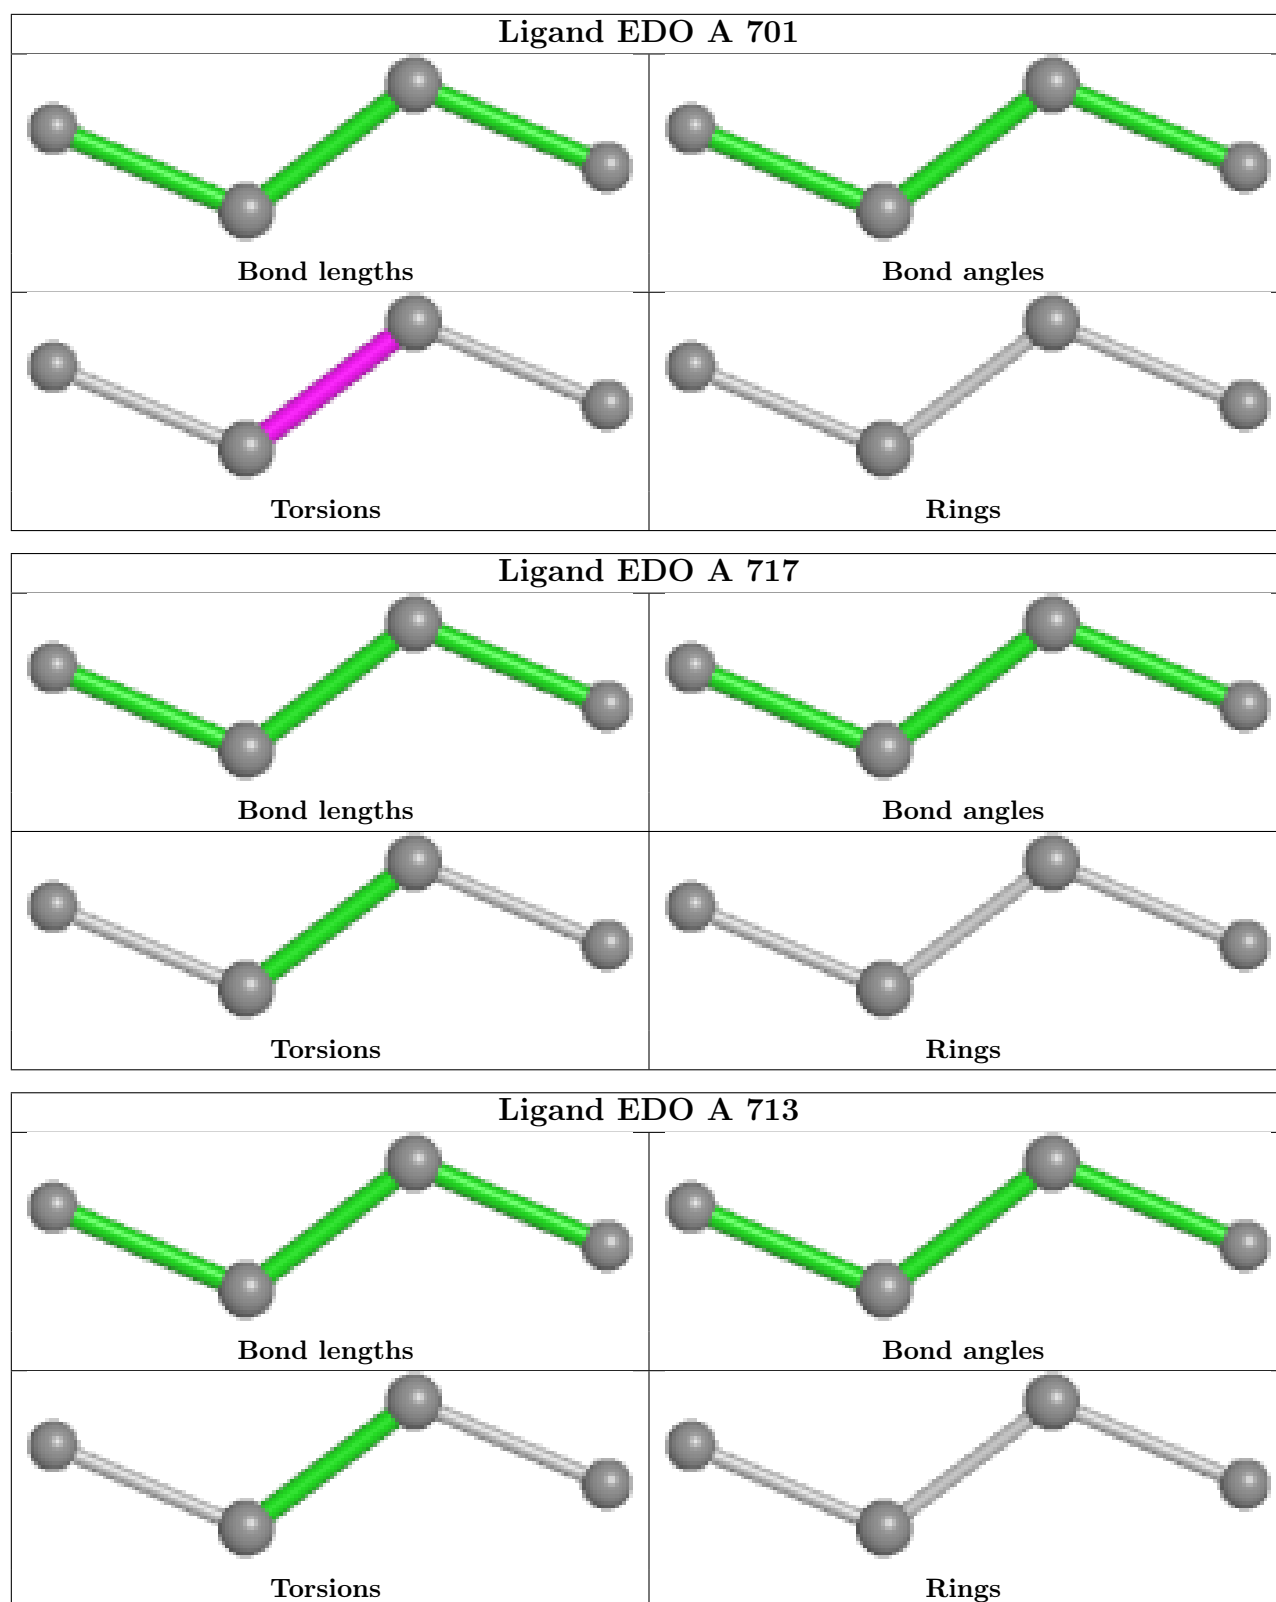 Ligand EDO A 701
Bond lengths
Bond angles
Torsions
Rings
Ligand EDO A 717
Bond lengths
Bond angles
Torsions
Rings
Ligand EDO A 713
Bond lengths
Bond angles
Torsions
Rings